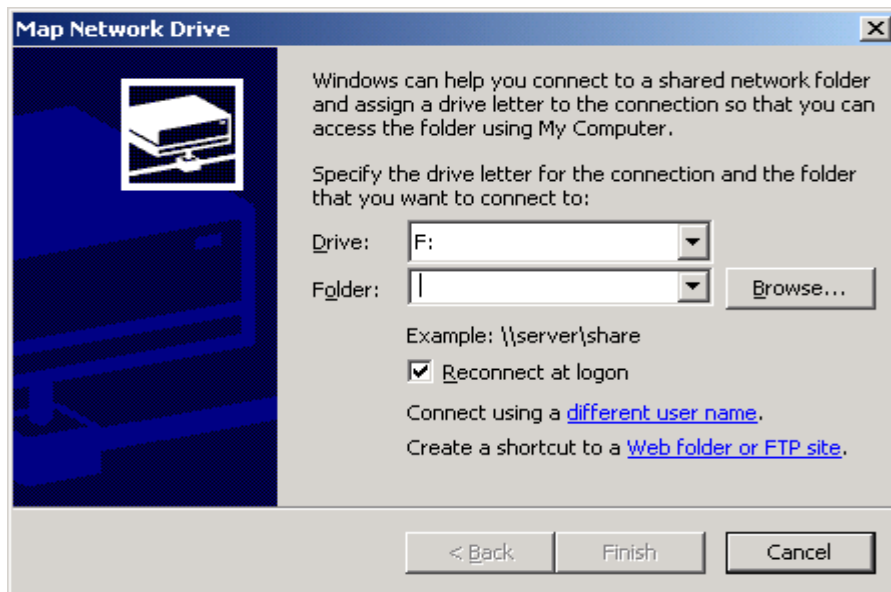 Map Network Drive
Windows can help you connect to a shared network folder
and assign a drive letter to the connection so that you can
access the folder using My Computer.
Specify the drive letter for the connection and the folder
that you want to connect to:
Drive: F:
Folder: Browse...
Example: \\server\share
Reconnect at logon
Connect using a different user name.
Create a shortcut to a Web folder or FTP site.
< Back Finish Cancel